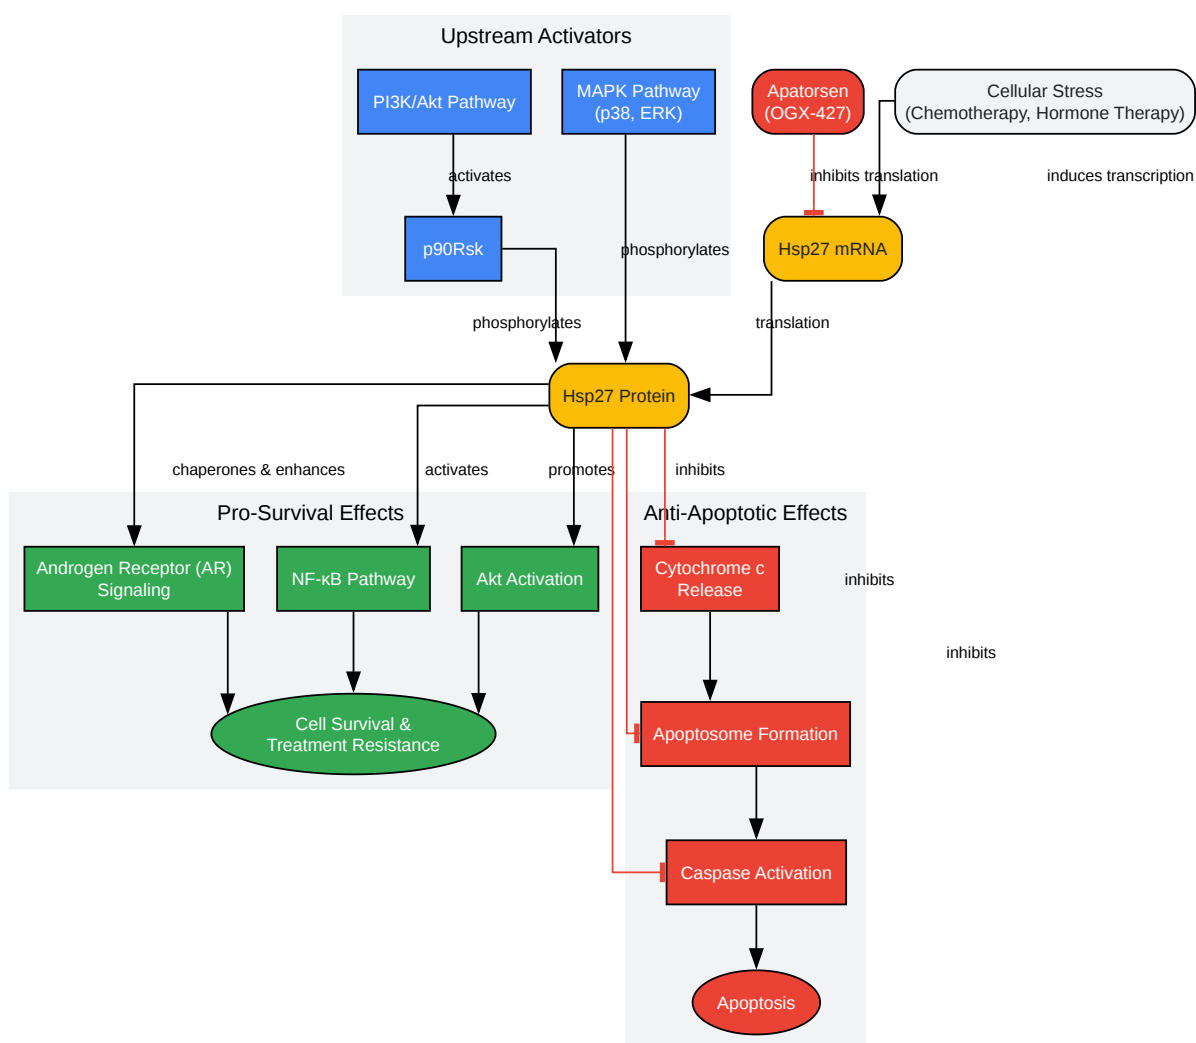 Upstream Activators
PI3K/Akt Pathway
MAPK Pathway
(p38, ERK)
Apatorsen
(OGX-427)
Cellular Stress
(Chemotherapy, Hormone Therapy)
activates
inhibits translation
induces transcription
p90Rsk
phosphorylates
Hsp27 mRNA
phosphorylates
translation
Hsp27 Protein
chaperones & enhances
activates
promotes
inhibits
Pro-Survival Effects
Anti-Apoptotic Effects
Androgen Receptor (AR)
Signaling
NF-κB Pathway
Akt Activation
Cytochrome c
Release
inhibits
inhibits
Cell Survival &
Treatment Resistance
Apoptosome Formation
Caspase Activation
Apoptosis